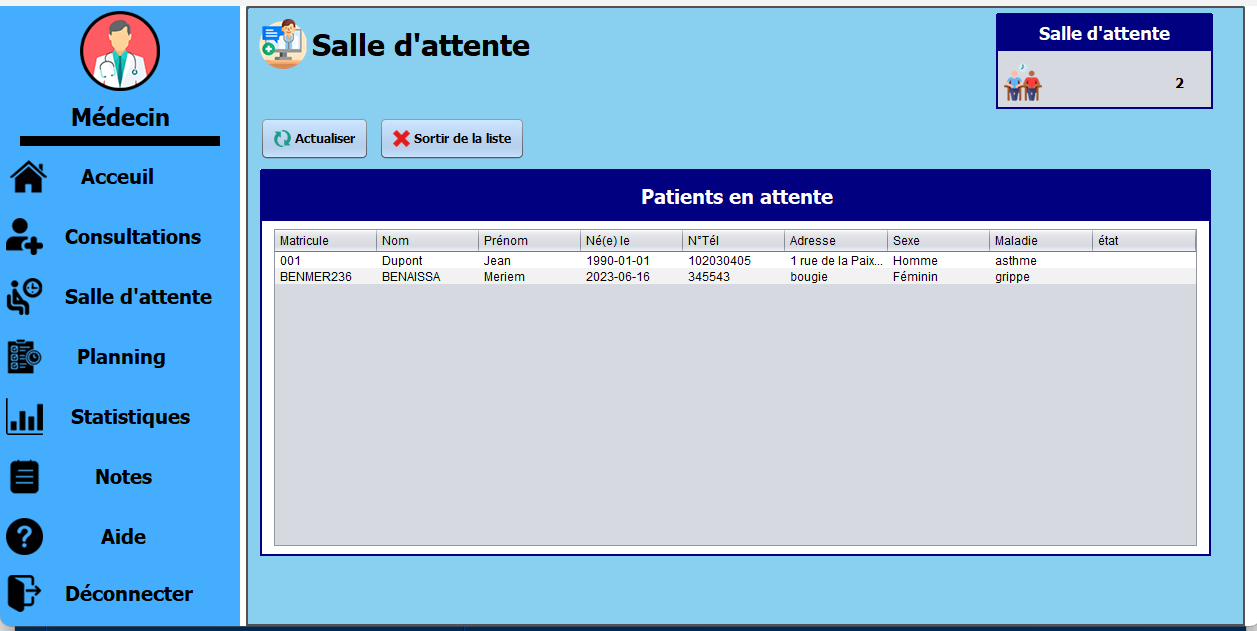 Médecin
Acceuil
Consultations
Salle d'attente
Planning
Statistiques
Notes
Aide
Déconnecter
Salle d'attente
Salle d'attente
2
Actualiser
Sortir de la liste
Patients en attente
Matricule Nom Prénom Né(e) le N°Tél Adresse Sexe Maladie état
001 Dupont Jean 1990-01-01 102030405 1 rue de la Paix... Homme asthme
BENMER236 BENAISSA Meriem 2023-06-16 345543 bougie Féminin grippe